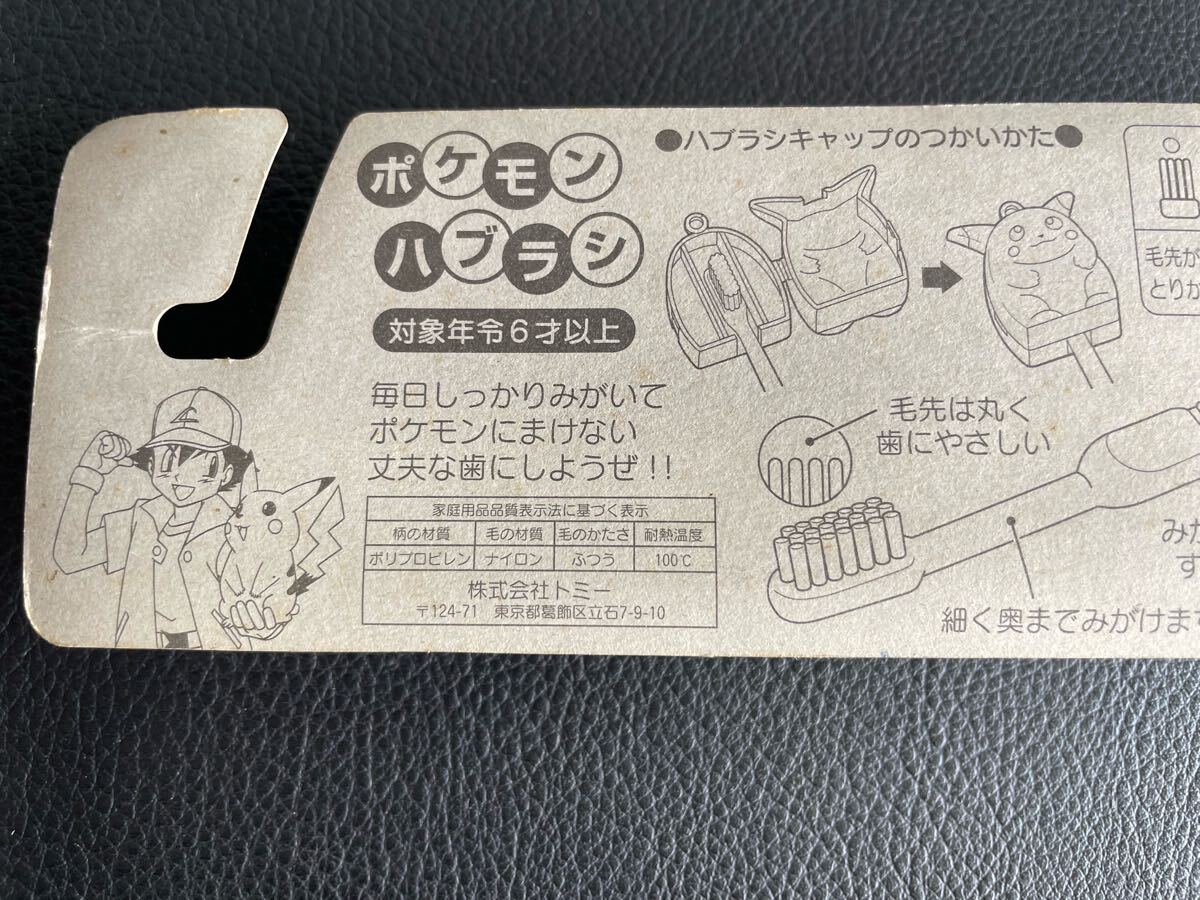 ポケモン
ハブラシ
対象年令6才以上
毎日しっかりみがいて
ポケモンにまけない
丈夫な歯にしようぜ!!
家庭用品品質表示法に基づく表示
柄の材質 毛の材質 毛のかたさ 耐熱温度
ポリプロピレン ナイロン ふつう 100℃
株式会社トミー
〒124-71 東京都葛飾区立石7-9-10
●ハブラシキャップのつかいかた●
毛先が
とりか
毛先は丸く
歯にやさしい
みが
す
細く奥までみがけます